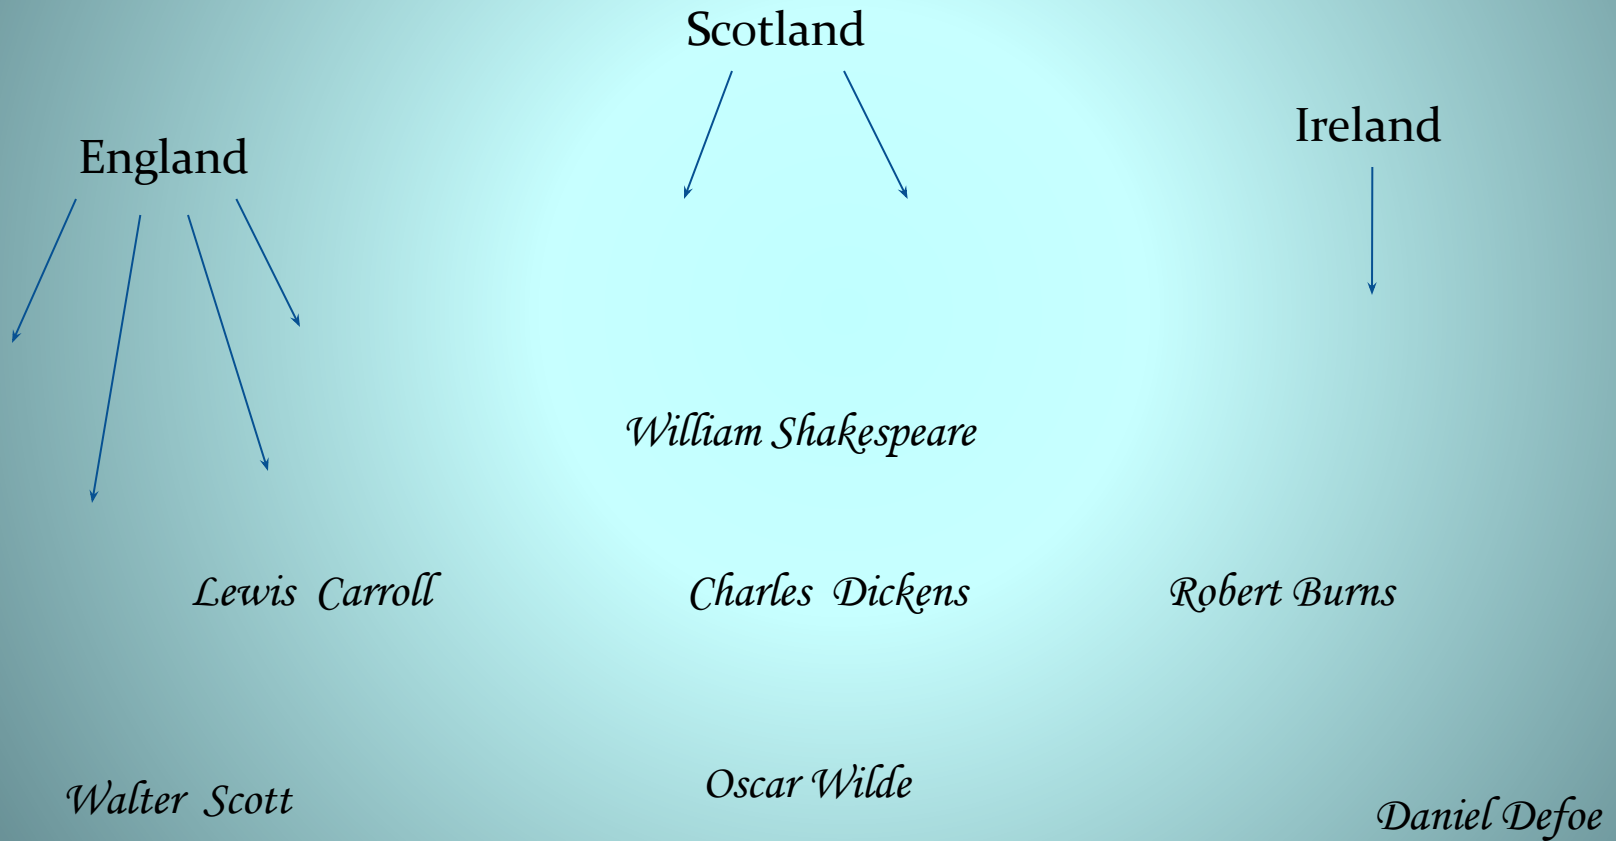 Scotland
Ireland
England
William Shakespeare
Lewis Carroll
Charles Dickens
Robert Burns
Oscar Wilde
Walter Scott
Daniel Defoe